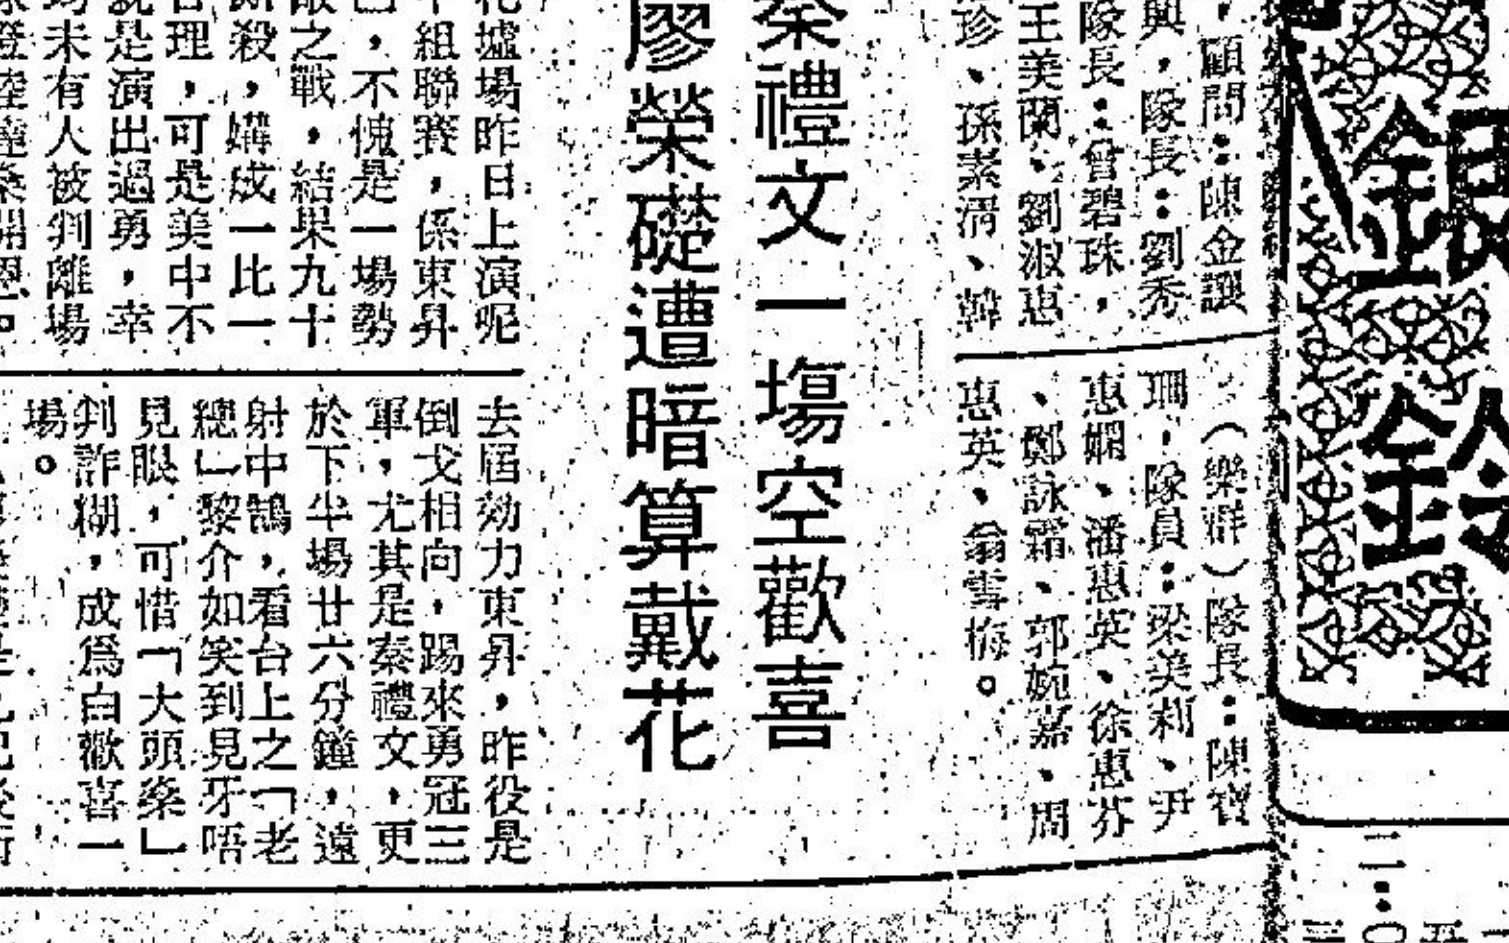 銀
鈴
，顧問：陳金讓
興，隊長：劉秀
隊長：曾碧珠，
王美蘭、劉淑惠
珍、孫素清、韓
（樂群）隊長：陳寶
珊，隊員：梁美利、尹
惠嫻、潘惠英、徐惠芬
、鄭詠霜、郭婉嘉、周
惠英、翁雪梅。
秦禮文一塲空歡喜
廖榮礎遭暗算戴花
花墟場昨日上演呢
組聯賽，係東昇
，不愧是一場勢
敵之戰，結果九十
殺，媾成一比一
合理，可是美中不
就是演出過勇，幸
均未有人被判離場
去屆効力東昇，昨役是
倒戈相向，踢來勇冠三
軍，尤其是秦禮文，更
於下半場廿六分鐘，遠
射中鵠，看台上之「老
總」黎介如笑到見牙唔
見眼，可惜「大頭燊」
判詐糊，成爲白歡喜一
場。